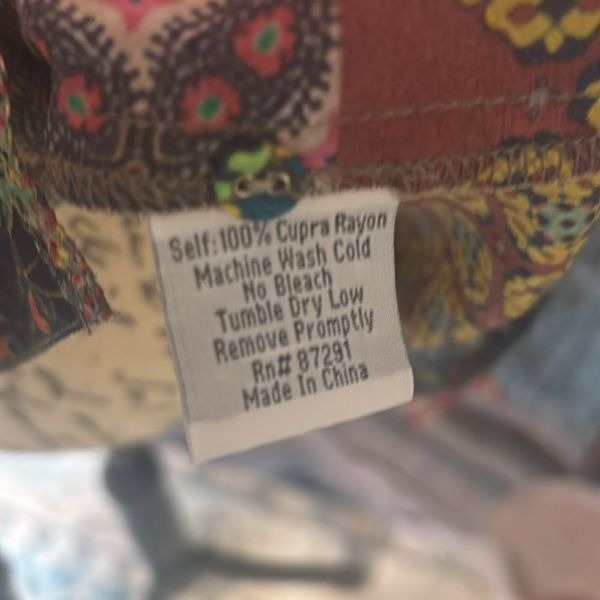 Self: 100% Cupra Rayon
Machine Wash Cold
No Bleach
Tumble Dry Low
Remove Promptly
Rn# 87291
Made In China